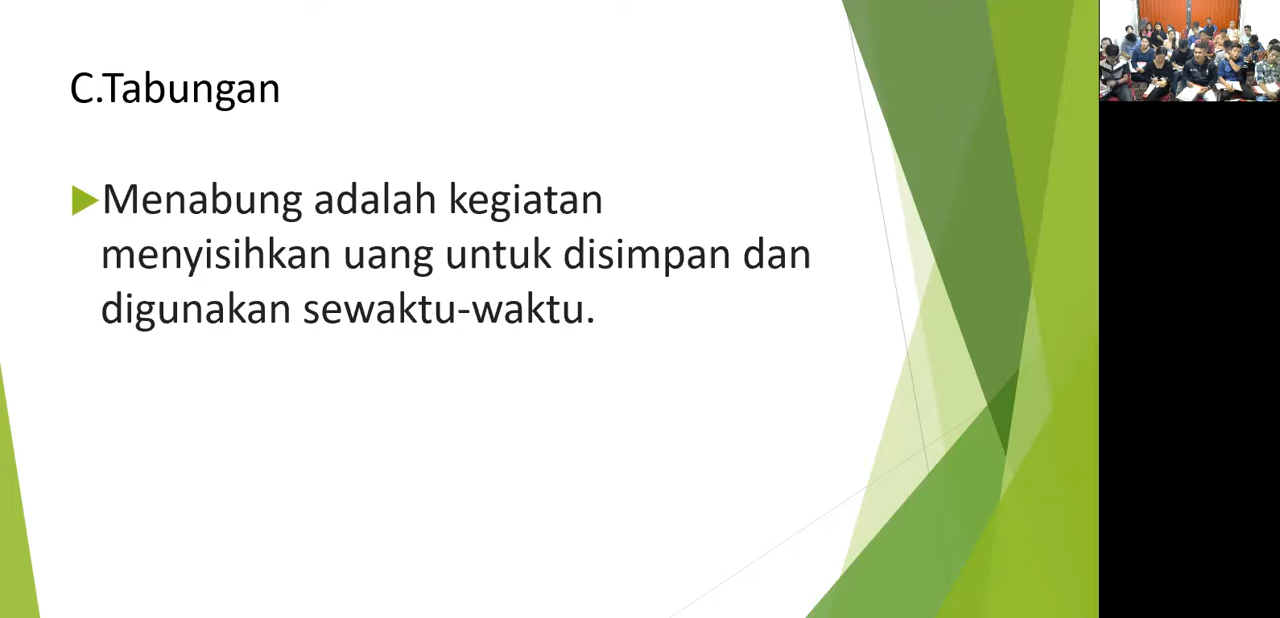 C.Tabungan
Menabung adalah kegiatan
menyisihkan uang untuk disimpan dan
digunakan sewaktu-waktu.